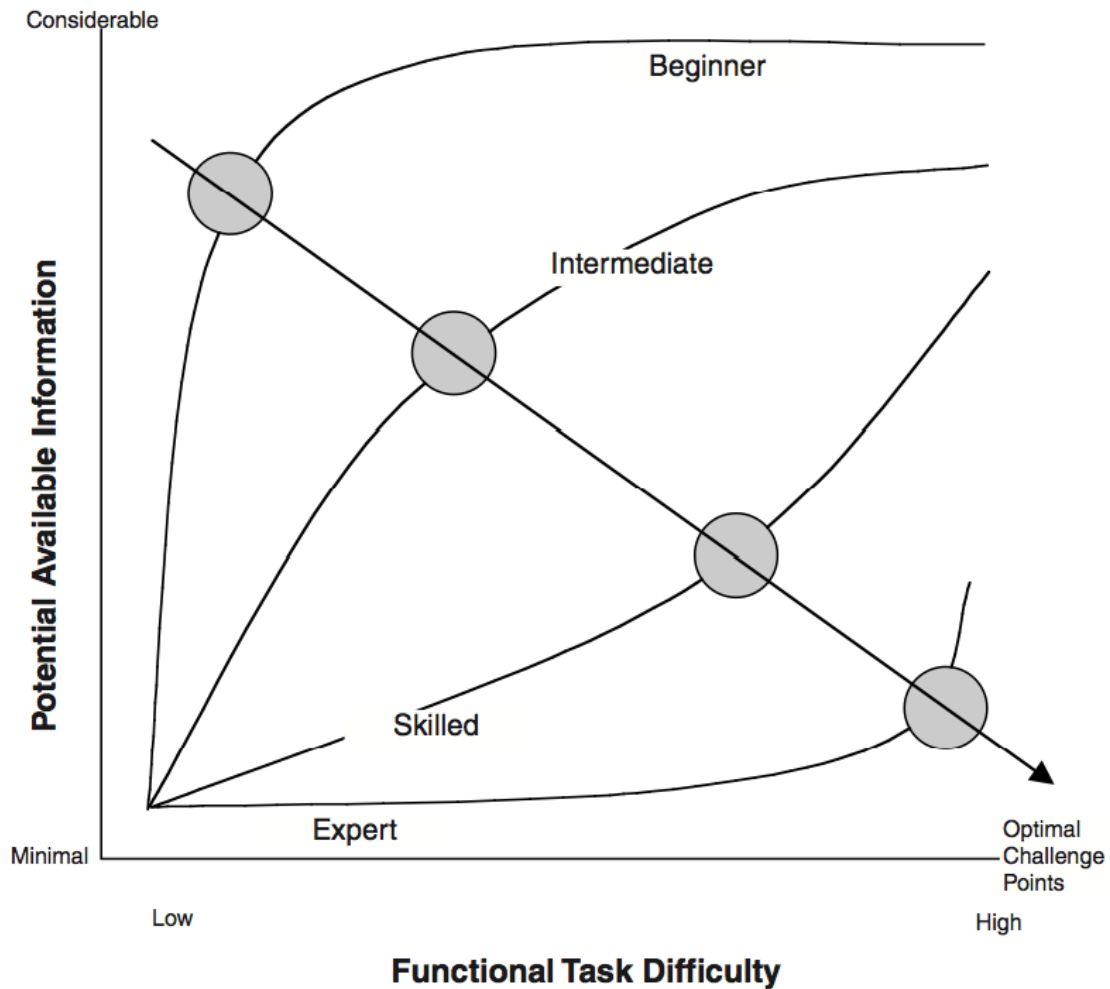 Considerable
Beginner
Intermediate
Potential Available Information
Skilled
Expert
Minimal
Optimal
Challenge
Points
Low
High
Functional Task Difficulty